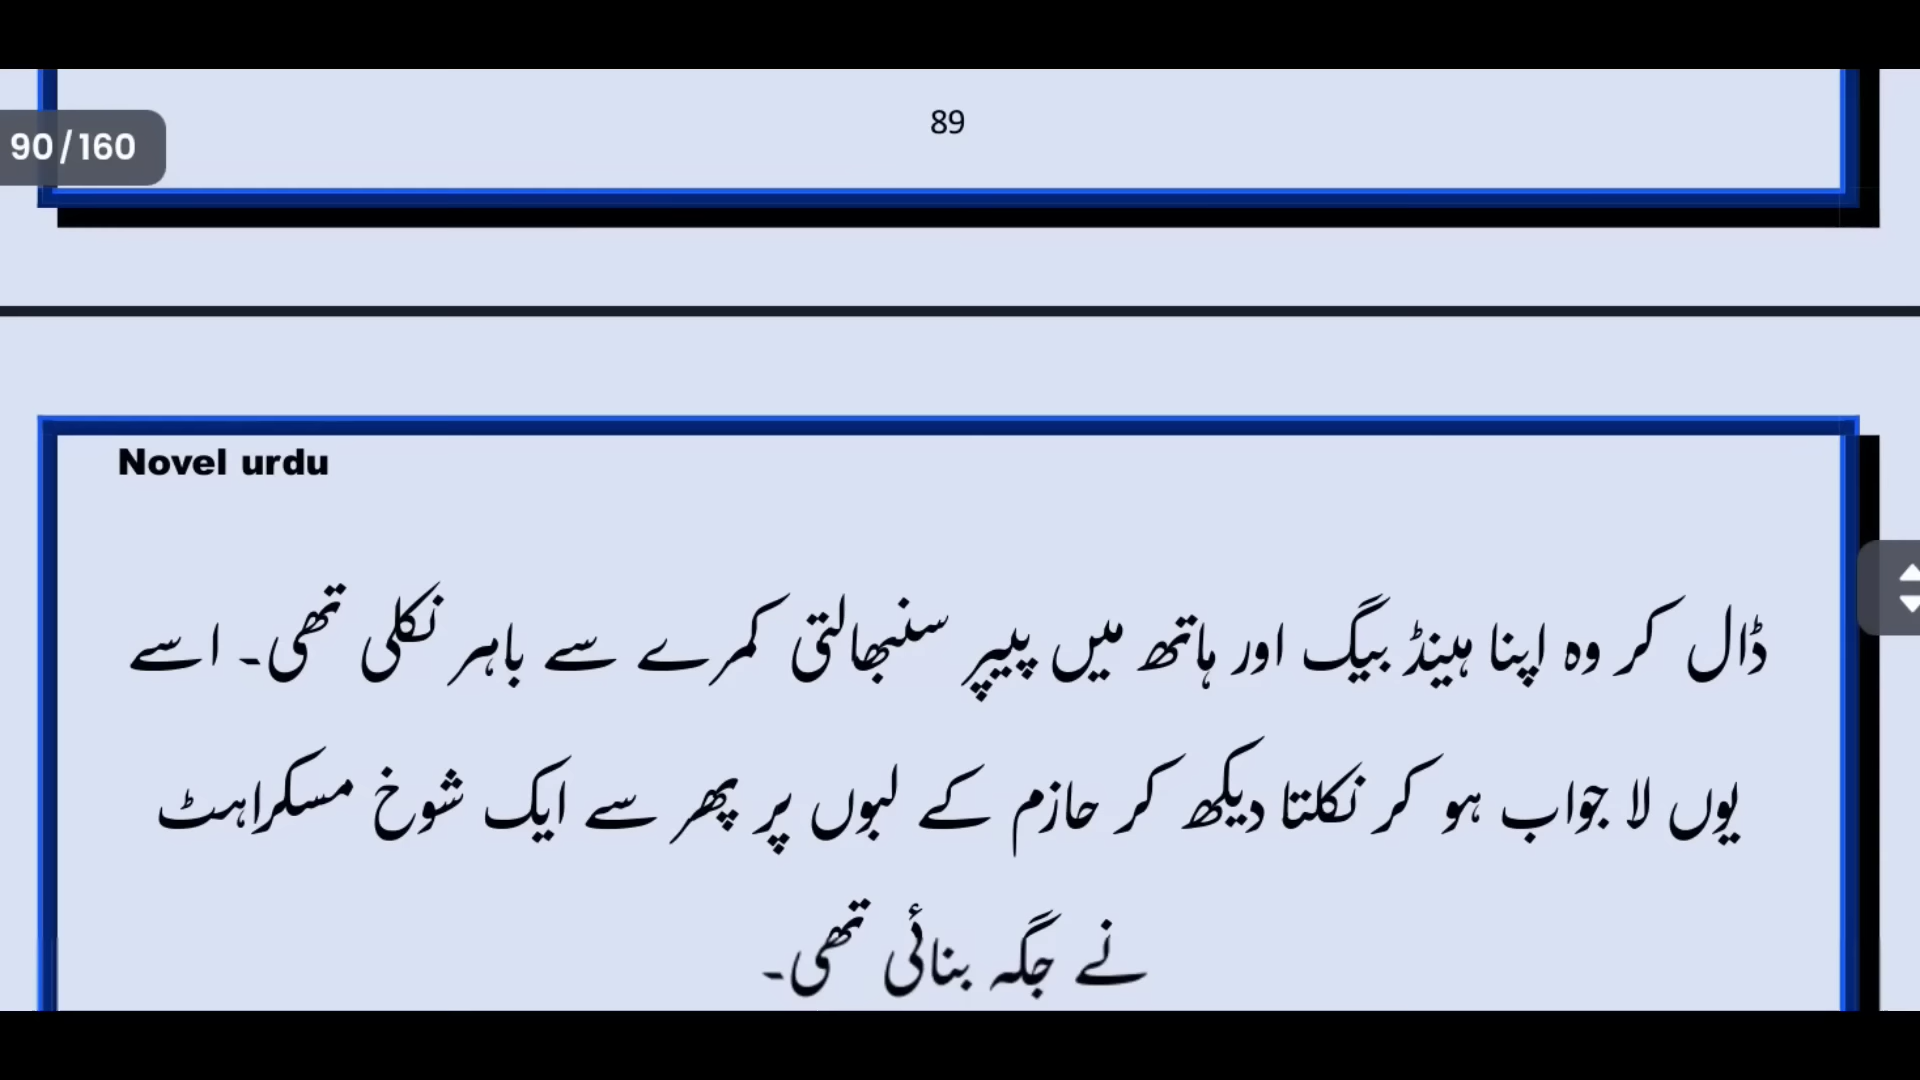 89
90/160
Novel urdu
ڈال کر وہ اپنا ہینڈ بیگ اور ہاتھ میں پیپر سنبھالتی کمرے سے باہر نکلی تھی۔ اسے
یوں لا جواب ہو کر نکلتا دیکھ کر حازم کے لبوں پر پھر سے ایک شوخ مسکراہٹ
نے جگہ بنائی تھی۔